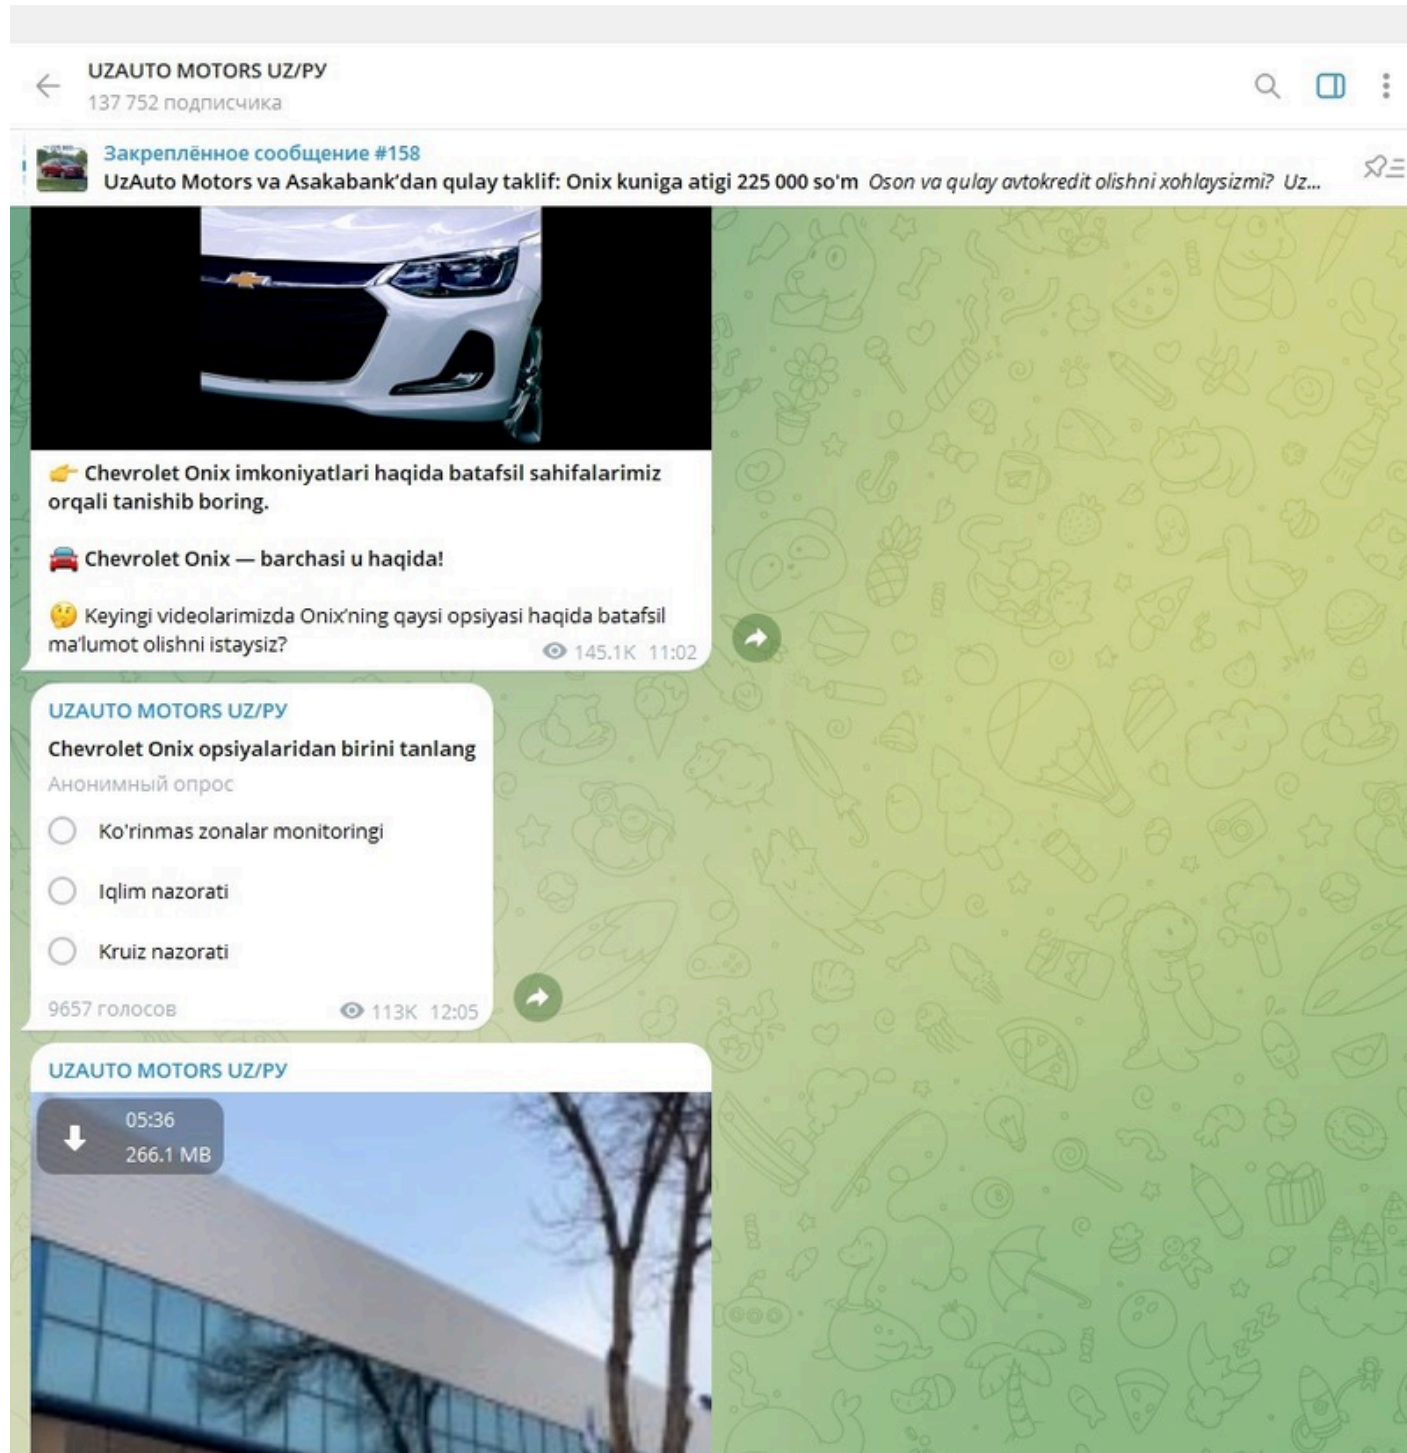 UZAUTO MOTORS UZ/РУ
137 752 подписчика
Закреплённое сообщение #158
UzAuto Motors va Asakabank’dan qulay taklif: Onix kuniga atigi 225 000 so'm Oson va qulay avtokredit olishni xohlaysizmi? Uz...
👉 Chevrolet Onix imkoniyatlari haqida batafsil sahifalarimiz
orqali tanishib boring.
🚘 Chevrolet Onix — barchasi u haqida!
🤔 Keyingi videolarimizda Onix’ning qaysi opsiyasi haqida batafsil
ma’lumot olishni istaysiz?
145.1K 11:02
UZAUTO MOTORS UZ/РУ
Chevrolet Onix opsiyalaridan birini tanlang
Анонимный опрос
Ko'rinmas zonalar monitoringi
Iqlim nazorati
Kruiz nazorati
9657 голосов 113K 12:05
UZAUTO MOTORS UZ/РУ
05:36
266.1 MB